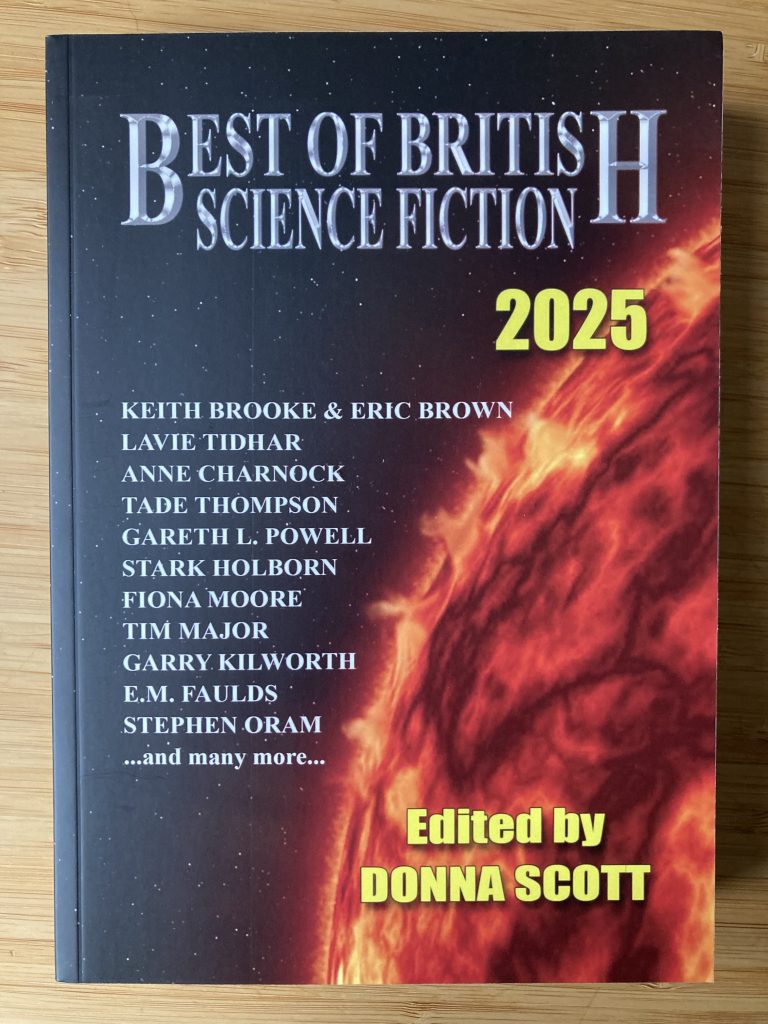 BEST OF BRITISH
SCIENCE FICTION
2025
KEITH BROOKE & ERIC BROWN
LAVIE TIDHAR
ANNE CHARNOCK
TADE THOMPSON
GARETH L. POWELL
STARK HOLBORN
FIONA MOORE
TIM MAJOR
GARRY KILWORTH
E.M. FAULDS
STEPHEN ORAM
...and many more...
Edited by
DONNA SCOTT